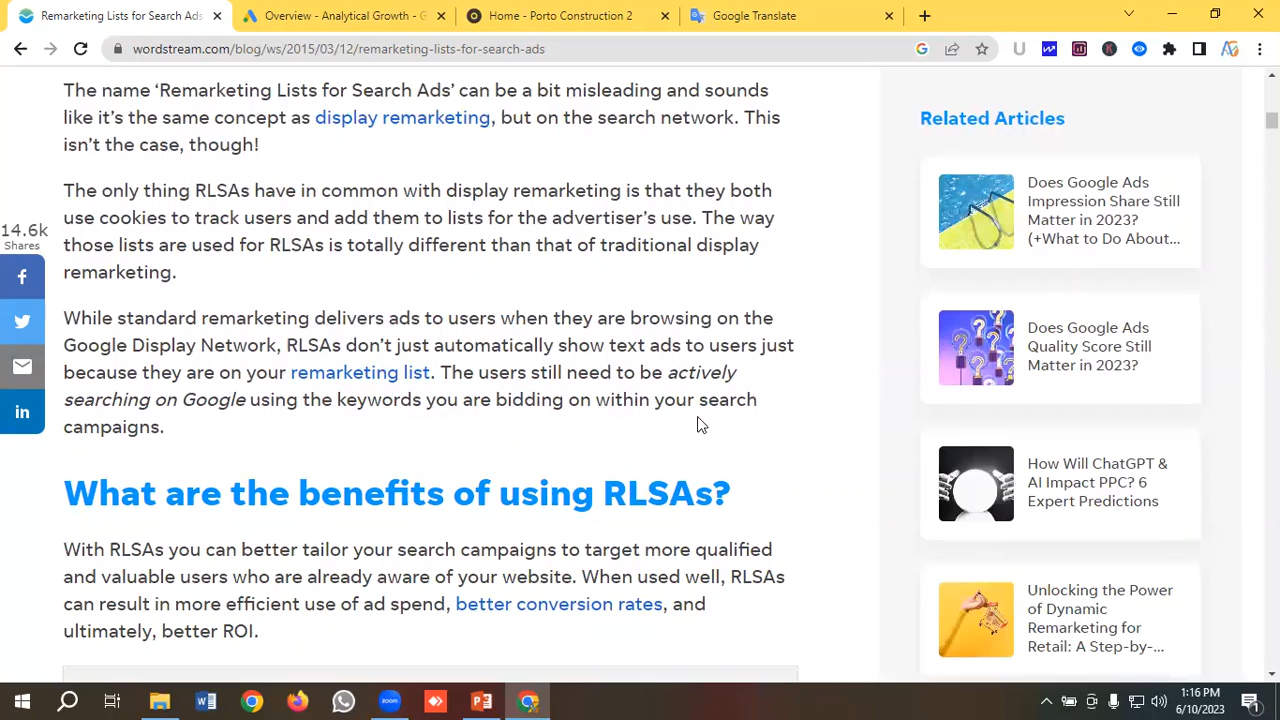 Remarketing Lists for Search Ads
Overview - Analytical Growth - G
Home - Porto Construction 2
Google Translate
wordstream.com/blog/ws/2015/03/12/remarketing-lists-for-search-ads
The name ‘Remarketing Lists for Search Ads’ can be a bit misleading and sounds
like it’s the same concept as display remarketing, but on the search network. This
isn’t the case, though!
The only thing RLSAs have in common with display remarketing is that they both
use cookies to track users and add them to lists for the advertiser’s use. The way
those lists are used for RLSAs is totally different than that of traditional display
remarketing.
While standard remarketing delivers ads to users when they are browsing on the
Google Display Network, RLSAs don’t just automatically show text ads to users just
because they are on your remarketing list. The users still need to be actively
searching on Google using the keywords you are bidding on within your search
campaigns.
What are the benefits of using RLSAs?
With RLSAs you can better tailor your search campaigns to target more qualified
and valuable users who are already aware of your website. When used well, RLSAs
can result in more efficient use of ad spend, better conversion rates, and
ultimately, better ROI.
14.6k
Shares
Related Articles
Does Google Ads
Impression Share Still
Matter in 2023?
(+What to Do About...
Does Google Ads
Quality Score Still
Matter in 2023?
How Will ChatGPT &
AI Impact PPC? 6
Expert Predictions
Unlocking the Power
of Dynamic
Remarketing for
Retail: A Step-by-...
zoom
1:16 PM
6/10/2023